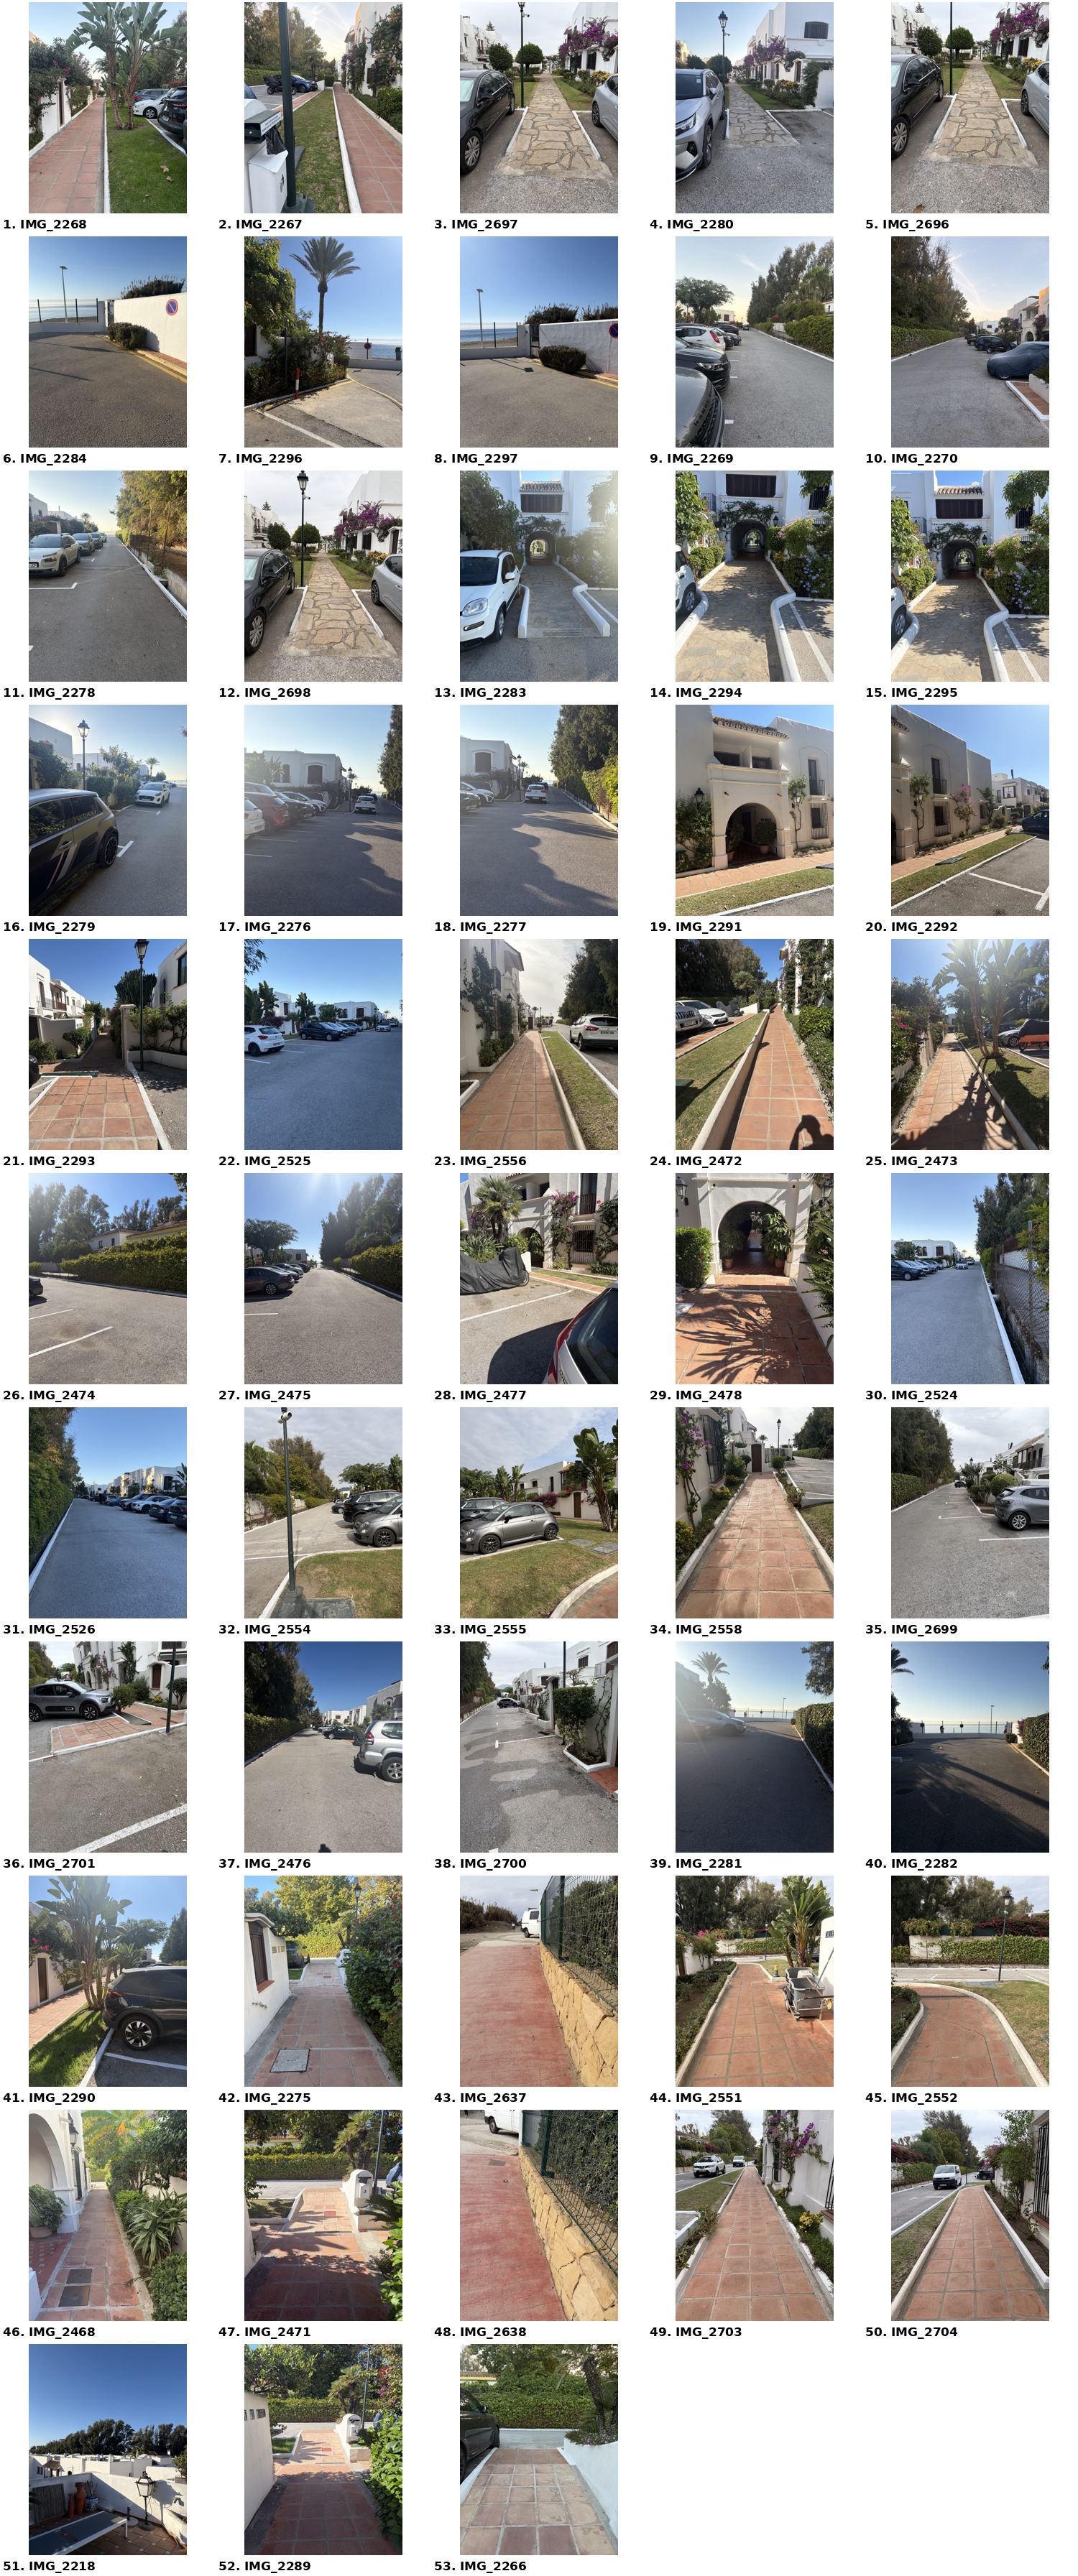 1. IMG_2268
2. IMG_2267
3. IMG_2697
4. IMG_2280
5. IMG_2696
6. IMG_2284
7. IMG_2296
8. IMG_2297
9. IMG_2269
10. IMG_2270
11. IMG_2278
12. IMG_2698
13. IMG_2283
14. IMG_2294
15. IMG_2295
16. IMG_2279
17. IMG_2276
18. IMG_2277
19. IMG_2291
20. IMG_2292
21. IMG_2293
22. IMG_2525
23. IMG_2556
24. IMG_2472
25. IMG_2473
26. IMG_2474
27. IMG_2475
28. IMG_2477
29. IMG_2478
30. IMG_2524
31. IMG_2526
32. IMG_2554
33. IMG_2555
34. IMG_2558
35. IMG_2699
36. IMG_2701
37. IMG_2476
38. IMG_2700
39. IMG_2281
40. IMG_2282
41. IMG_2290
42. IMG_2275
43. IMG_2637
44. IMG_2551
45. IMG_2552
46. IMG_2468
47. IMG_2471
48. IMG_2638
49. IMG_2703
50. IMG_2704
51. IMG_2218
52. IMG_2289
53. IMG_2266